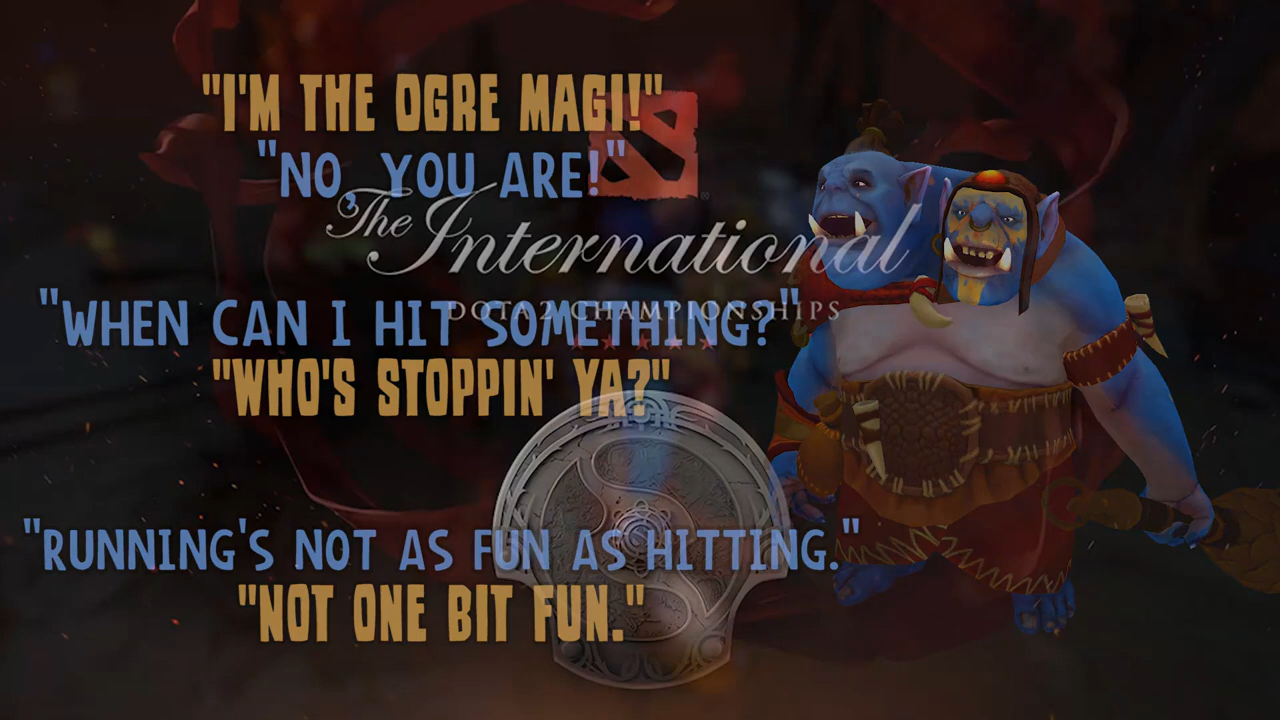 "I'M THE OGRE MAGI!"
"NO, YOU ARE!"
The International
DOTA 2 CHAMPIONSHIPS
"WHEN CAN I HIT SOMETHING?"
"WHO'S STOPPIN' YA?"
"RUNNING'S NOT AS FUN AS HITTING."
"NOT ONE BIT FUN."